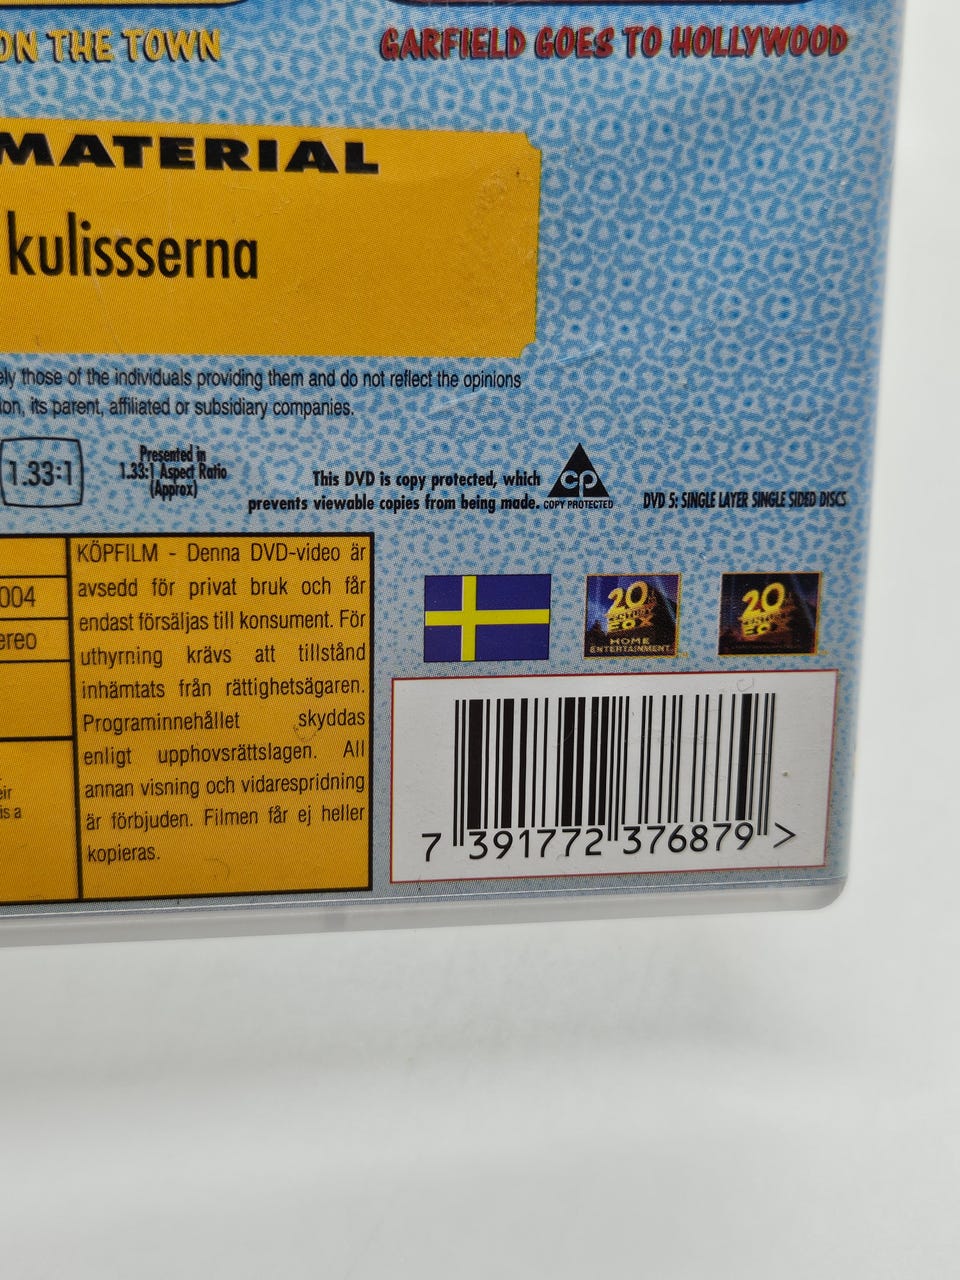 ON THE TOWN
GARFIELD GOES TO HOLLYWOOD
MATERIAL
kulissserna
ely those of the individuals providing them and do not reflect the opinions
ion, its parent, affiliated or subsidiary companies.
1.33:1
Presented in
1.33:1 Aspect Ratio
(Approx)
This DVD is copy protected, which
prevents viewable copies from being made.
CP
COPY PROTECTED
DVD 5: SINGLE LAYER SINGLE SIDED DISCS
004
ereo
eir
is a
KÖPFILM - Denna DVD-video är
avsedd för privat bruk och får
endast försäljas till konsument. För
uthyrning krävs att tillstånd
inhämtats från rättighetsägaren.
Programinnehållet skyddas
enligt upphovsrättslagen. All
annan visning och vidarespridning
är förbjuden. Filmen får ej heller
kopieras.
20
CENTURY
FOX
HOME
ENTERTAINMENT
20
CENTURY
FOX
7 391772 376879 >